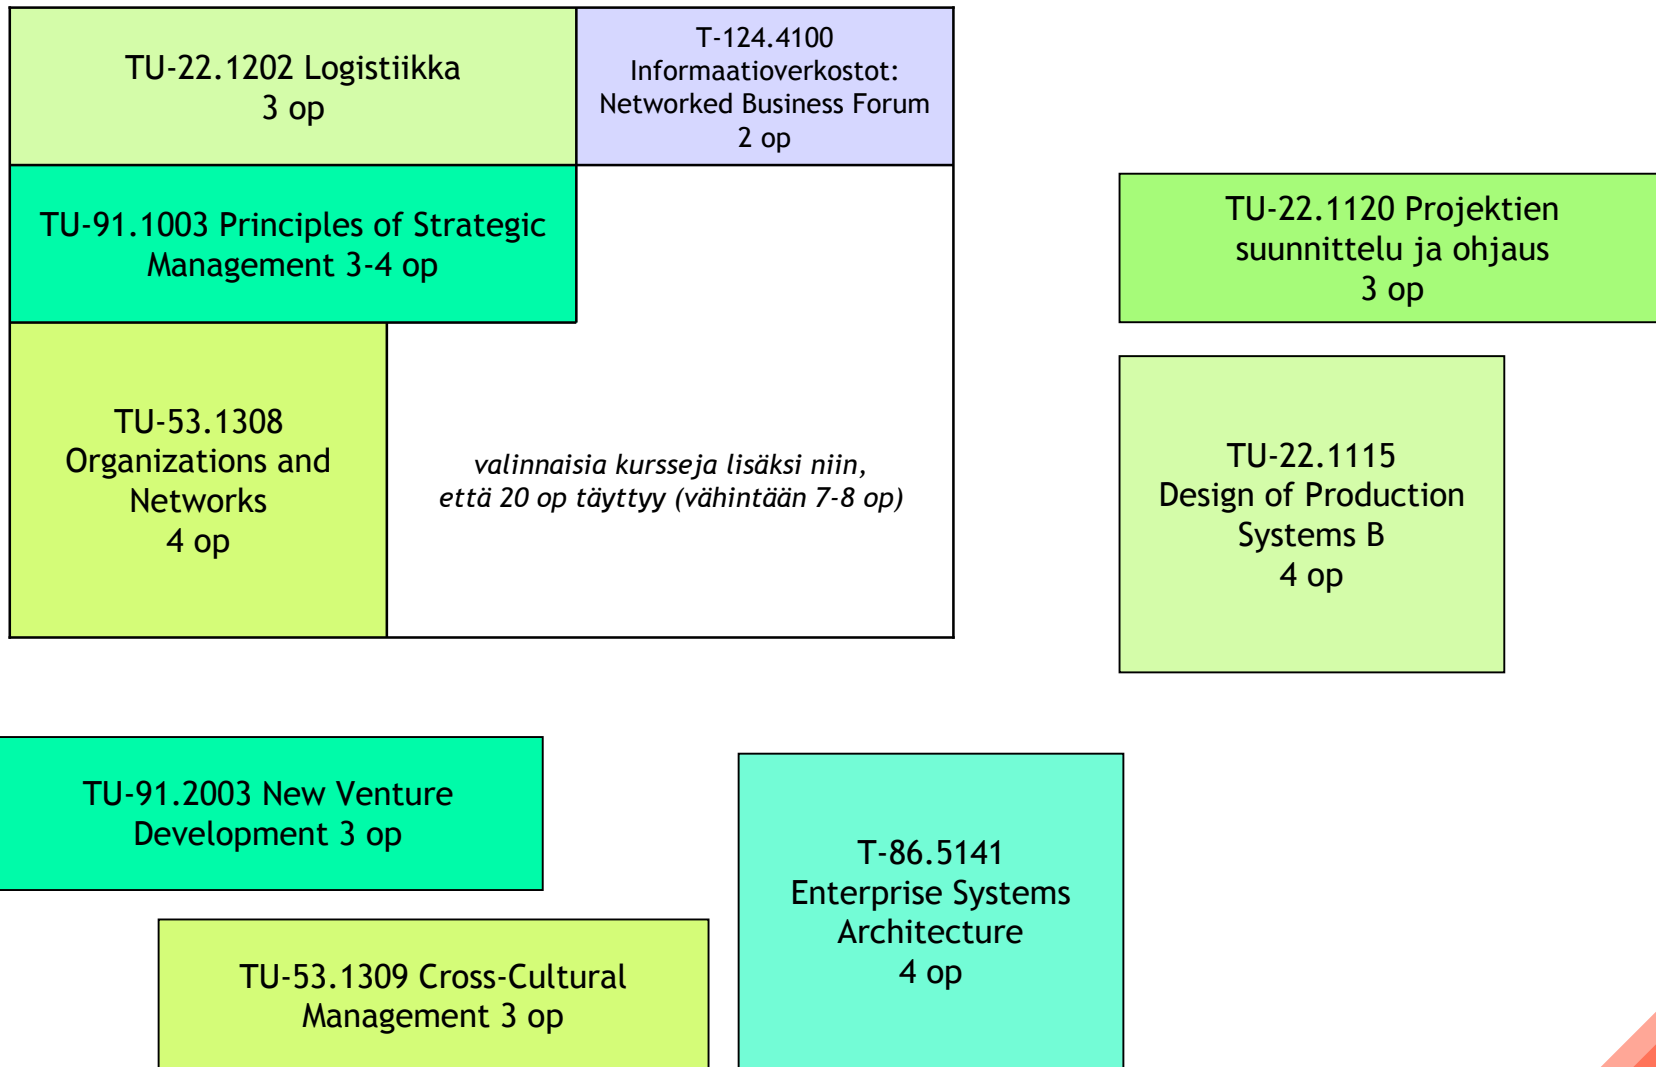 TU-22.1202 Logistiikka
3 op
T-124.4100
Informaatioverkostot:
Networked Business Forum
2 op
TU-91.1003 Principles of Strategic
Management 3-4 op
TU-53.1308
Organizations and
Networks
4 op
valinnaisia kursseja lisäksi niin,
että 20 op täyttyy (vähintään 7-8 op)
TU-22.1120 Projektien
suunnittelu ja ohjaus
3 op
TU-22.1115
Design of Production
Systems B
4 op
TU-91.2003 New Venture
Development 3 op
TU-53.1309 Cross-Cultural
Management 3 op
T-86.5141
Enterprise Systems
Architecture
4 op